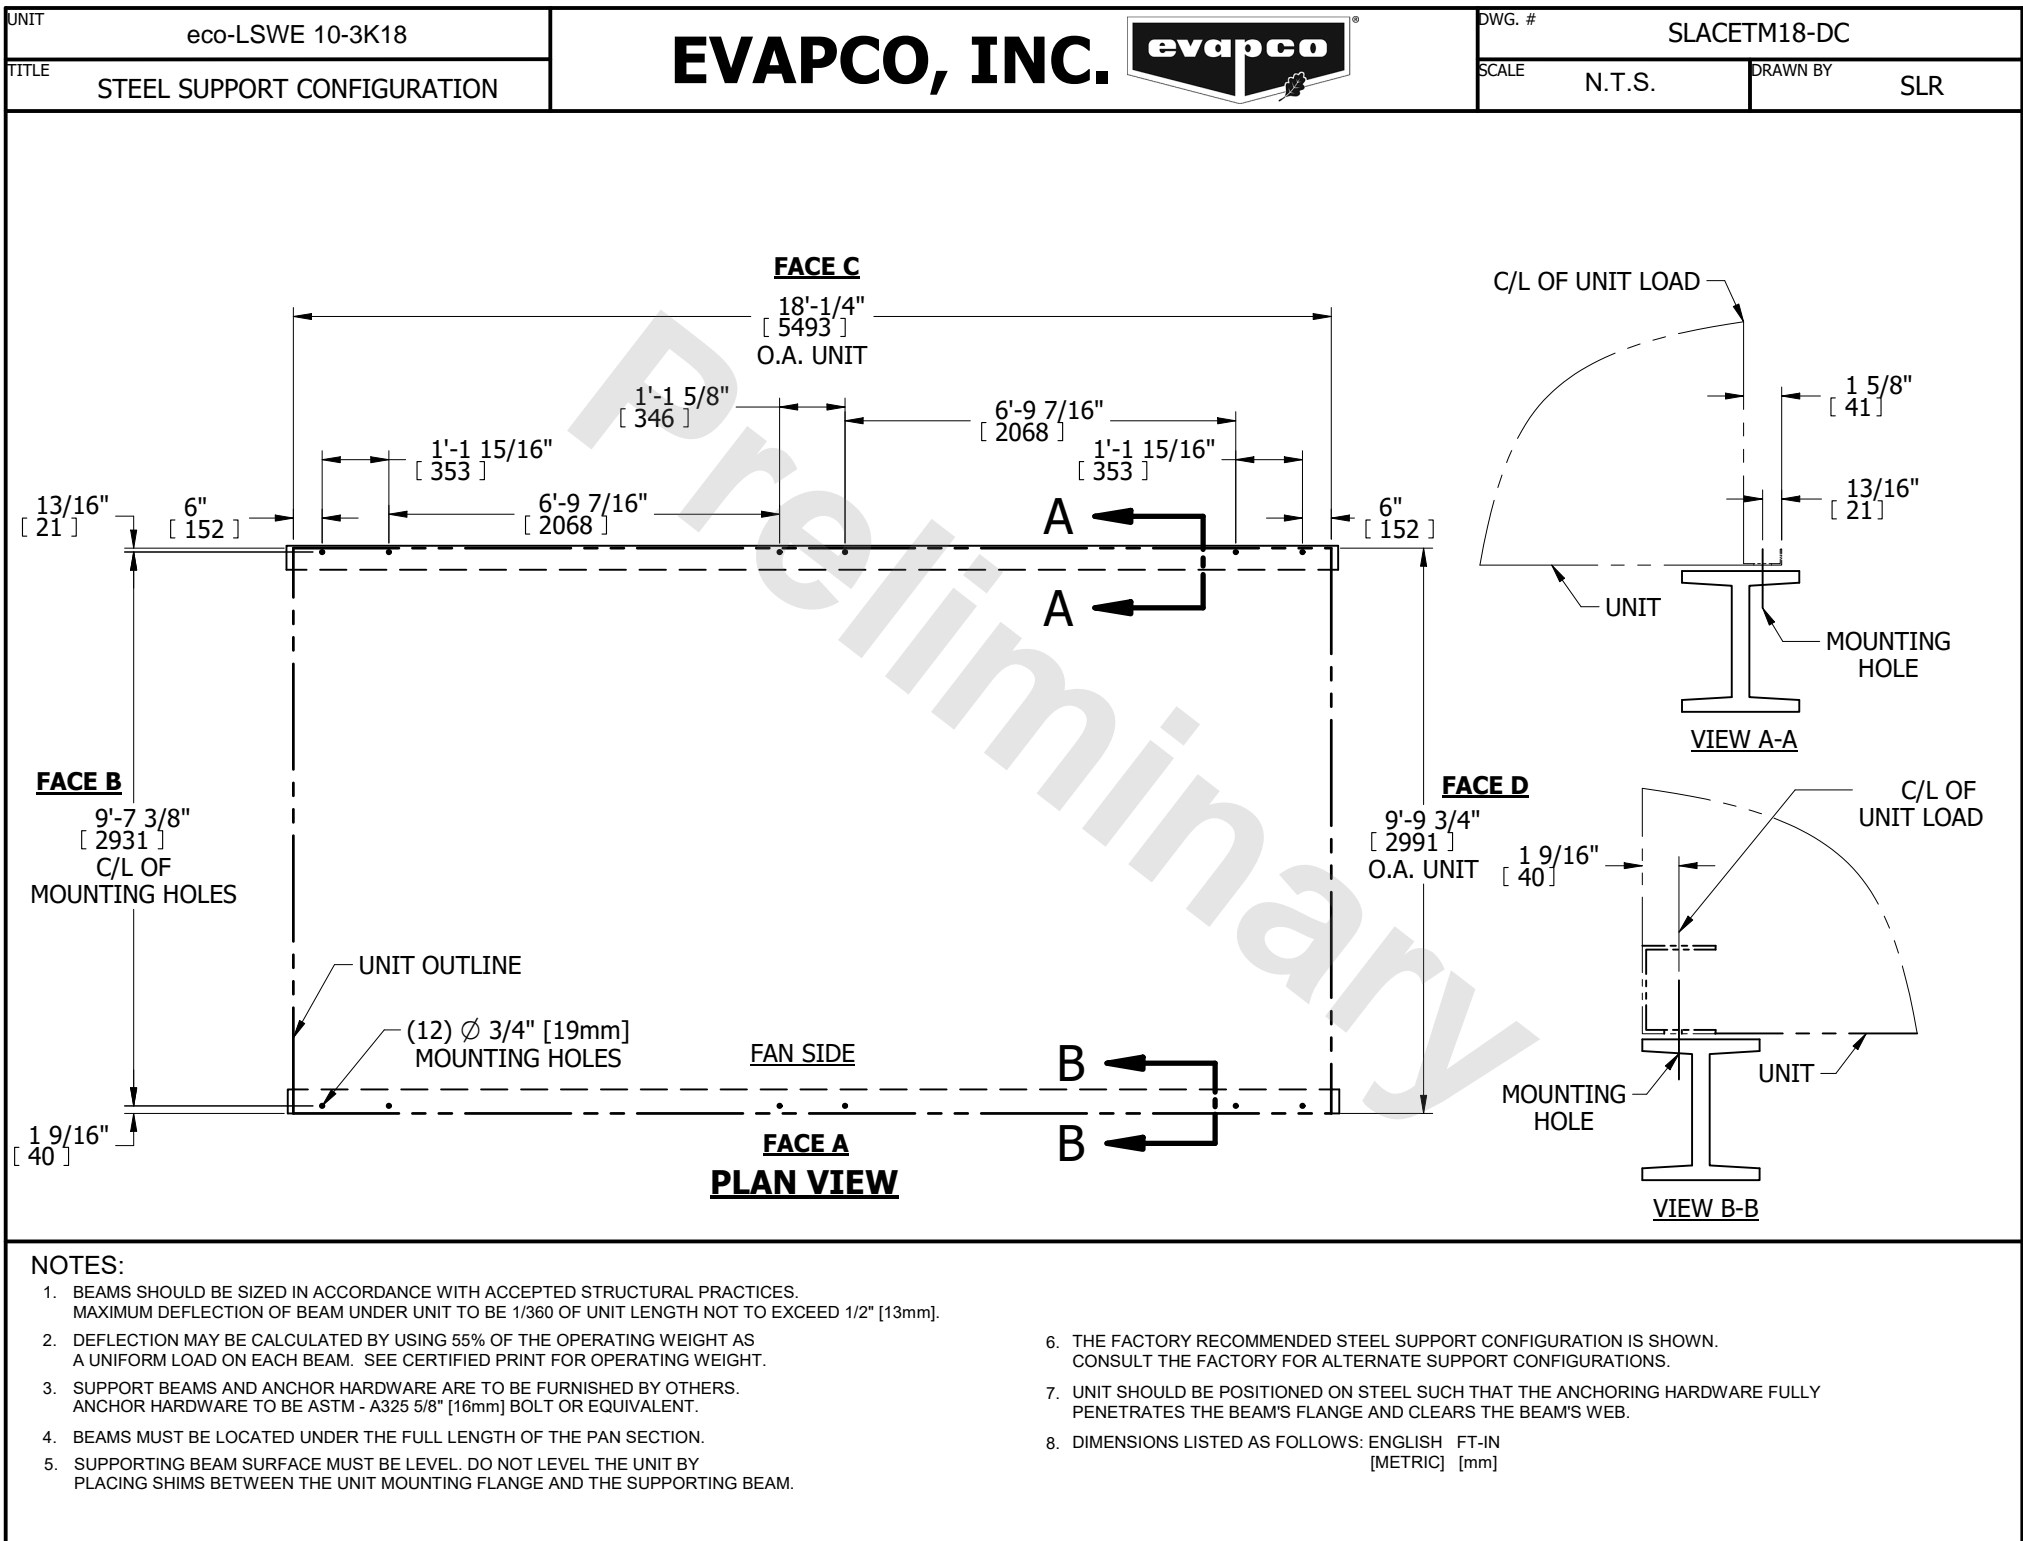 UNIT
eco-LSWE 10-3K18
TITLE
STEEL SUPPORT CONFIGURATION
EVAPCO, INC.
evapco
®
DWG. #
SLACETM18-DC
SCALE
N.T.S.
DRAWN BY
SLR
FACE C
18'-1/4"
[ 5493 ]
O.A. UNIT
1'-1 5/8"
[ 346 ]
6'-9 7/16"
[ 2068 ]
1'-1 15/16"
[ 353 ]
1'-1 15/16"
[ 353 ]
13/16"
[ 21 ]
6"
[ 152 ]
6'-9 7/16"
[ 2068 ]
6"
[ 152 ]
A
A
FACE B
9'-7 3/8"
[ 2931 ]
C/L OF
MOUNTING HOLES
FACE D
9'-9 3/4"
[ 2991 ]
O.A. UNIT
UNIT OUTLINE
(12) Ø 3/4" [19mm]
MOUNTING HOLES
FAN SIDE
B
B
1 9/16"
[ 40 ]
FACE A
PLAN VIEW
Preliminary
C/L OF UNIT LOAD
1 5/8"
[ 41 ]
13/16"
[ 21 ]
UNIT
MOUNTING
HOLE
VIEW A-A
C/L OF
UNIT LOAD
1 9/16"
[ 40 ]
MOUNTING
HOLE
UNIT
VIEW B-B
NOTES:
1. BEAMS SHOULD BE SIZED IN ACCORDANCE WITH ACCEPTED STRUCTURAL PRACTICES.
MAXIMUM DEFLECTION OF BEAM UNDER UNIT TO BE 1/360 OF UNIT LENGTH NOT TO EXCEED 1/2" [13mm].
2. DEFLECTION MAY BE CALCULATED BY USING 55% OF THE OPERATING WEIGHT AS
A UNIFORM LOAD ON EACH BEAM. SEE CERTIFIED PRINT FOR OPERATING WEIGHT.
3. SUPPORT BEAMS AND ANCHOR HARDWARE ARE TO BE FURNISHED BY OTHERS.
ANCHOR HARDWARE TO BE ASTM - A325 5/8" [16mm] BOLT OR EQUIVALENT.
4. BEAMS MUST BE LOCATED UNDER THE FULL LENGTH OF THE PAN SECTION.
5. SUPPORTING BEAM SURFACE MUST BE LEVEL. DO NOT LEVEL THE UNIT BY
PLACING SHIMS BETWEEN THE UNIT MOUNTING FLANGE AND THE SUPPORTING BEAM.
6. THE FACTORY RECOMMENDED STEEL SUPPORT CONFIGURATION IS SHOWN.
CONSULT THE FACTORY FOR ALTERNATE SUPPORT CONFIGURATIONS.
7. UNIT SHOULD BE POSITIONED ON STEEL SUCH THAT THE ANCHORING HARDWARE FULLY
PENETRATES THE BEAM'S FLANGE AND CLEARS THE BEAM'S WEB.
8. DIMENSIONS LISTED AS FOLLOWS: ENGLISH FT-IN
[METRIC] [mm]